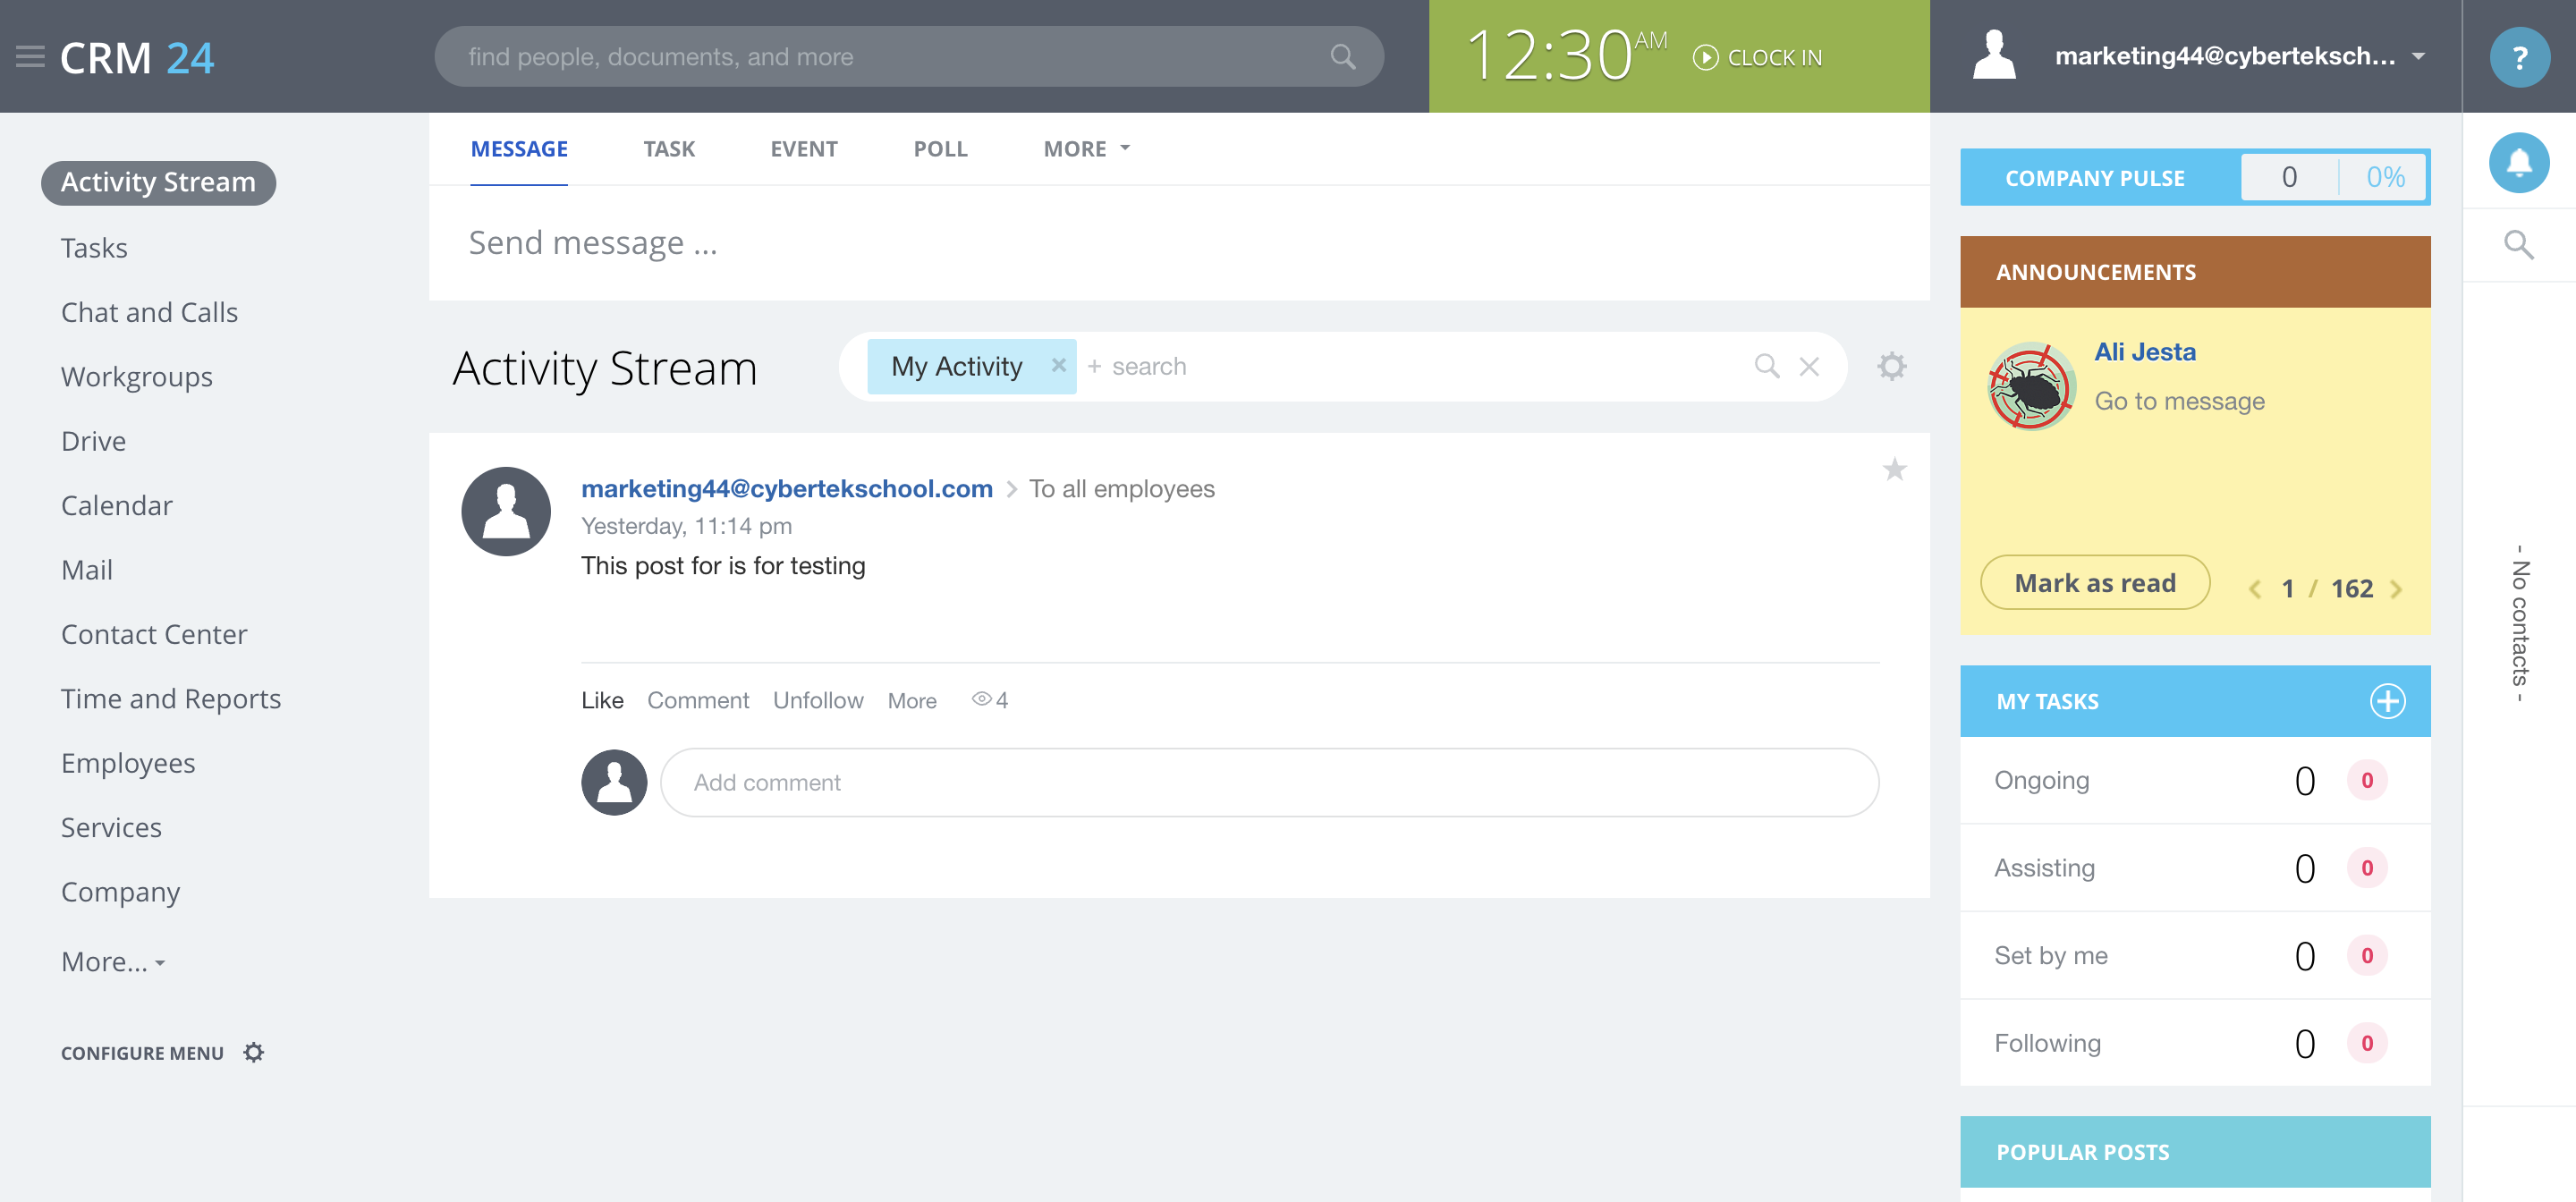 CRM 24
find people, documents, and more
12:30 AM
CLOCK IN
marketing44@cyberteksch...
?
Activity Stream
Tasks
Chat and Calls
Workgroups
Drive
Calendar
Mail
Contact Center
Time and Reports
Employees
Services
Company
More...
CONFIGURE MENU
MESSAGE TASK EVENT POLL MORE
Send message ...
Activity Stream
My Activity × + search
marketing44@cybertekschool.com > To all employees
Yesterday, 11:14 pm
This post for is for testing
Like Comment Unfollow More 4
Add comment
COMPANY PULSE 0 0%
ANNOUNCEMENTS
Ali Jesta
Go to message
Mark as read < 1 / 162 >
MY TASKS
Ongoing 0 0
Assisting 0 0
Set by me 0 0
Following 0 0
POPULAR POSTS
- No contacts -